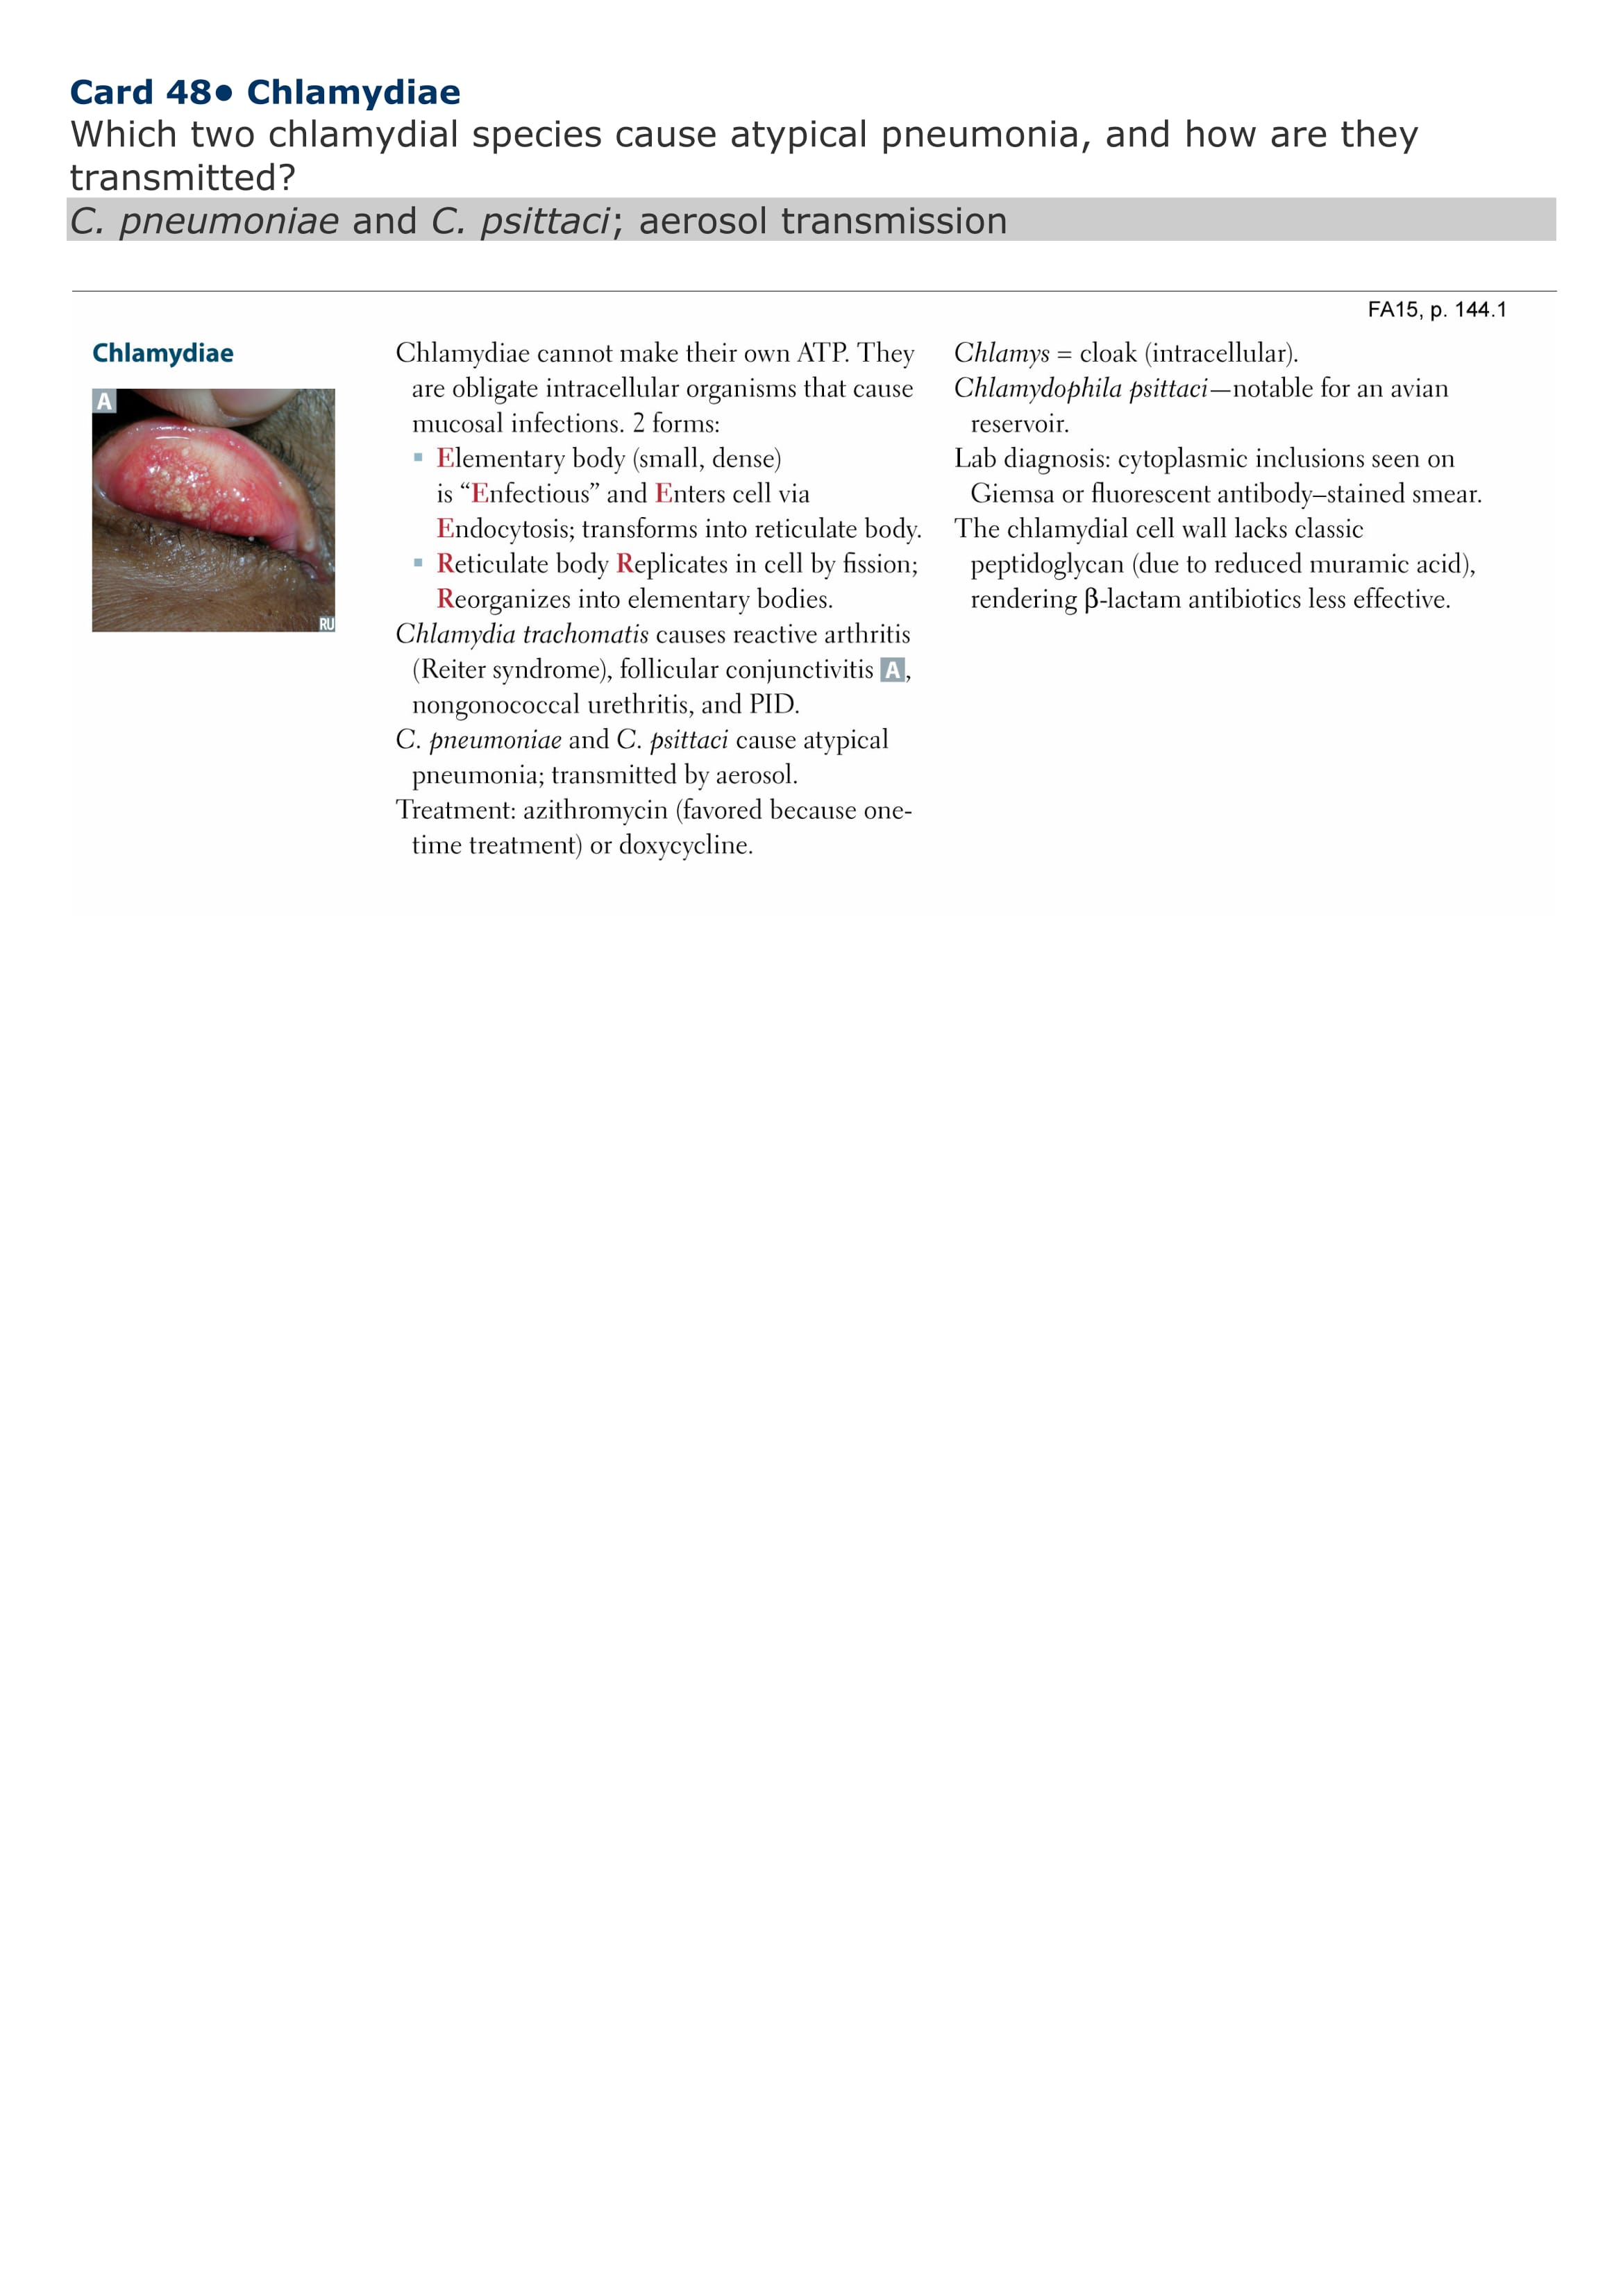 Card 48● Chlamydiae
Which two chlamydial species cause atypical pneumonia, and how are they
transmitted?
C. pneumoniae and C. psittaci; aerosol transmission
FA15, p. 144.1
Chlamydiae
A
RU
Chlamydiae cannot make their own ATP. They
are obligate intracellular organisms that cause
mucosal infections. 2 forms:
▪ Elementary body (small, dense)
is “Enfectious” and Enters cell via
Endocytosis; transforms into reticulate body.
▪ Reticulate body Replicates in cell by fission;
Reorganizes into elementary bodies.
Chlamydia trachomatis causes reactive arthritis
(Reiter syndrome), follicular conjunctivitis A,
nongonococcal urethritis, and PID.
C. pneumoniae and C. psittaci cause atypical
pneumonia; transmitted by aerosol.
Treatment: azithromycin (favored because one-
time treatment) or doxycycline.
Chlamys = cloak (intracellular).
Chlamydophila psittaci—notable for an avian
reservoir.
Lab diagnosis: cytoplasmic inclusions seen on
Giemsa or fluorescent antibody–stained smear.
The chlamydial cell wall lacks classic
peptidoglycan (due to reduced muramic acid),
rendering β-lactam antibiotics less effective.